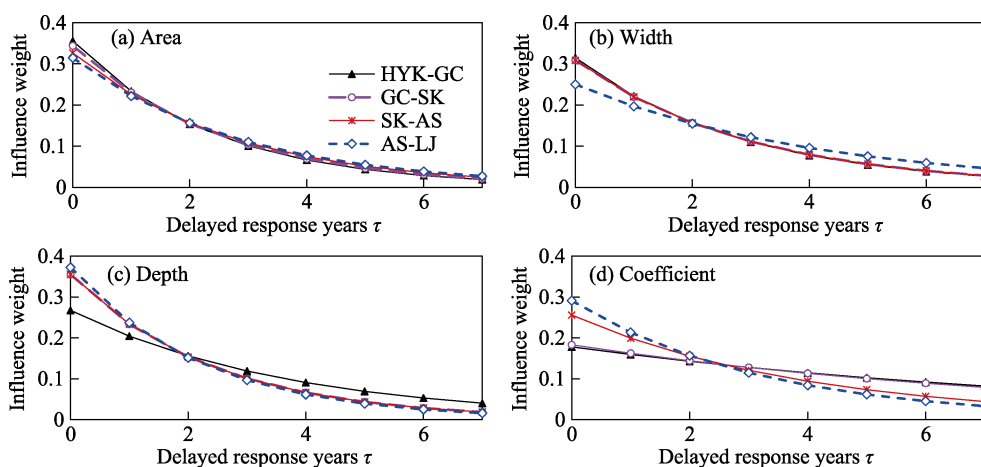 (a) Area
Influence weight
0.4
0.3
0.2
0.1
0
HYK-GC
GC-SK
SK-AS
AS-LJ
0 2 4 6
Delayed response years τ
(b) Width
Influence weight
0.4
0.3
0.2
0.1
0
0 2 4 6
Delayed response years τ
(c) Depth
Influence weight
0.4
0.3
0.2
0.1
0
0 2 4 6
Delayed response years τ
(d) Coefficient
Influence weight
0.4
0.3
0.2
0.1
0
0 2 4 6
Delayed response years τ